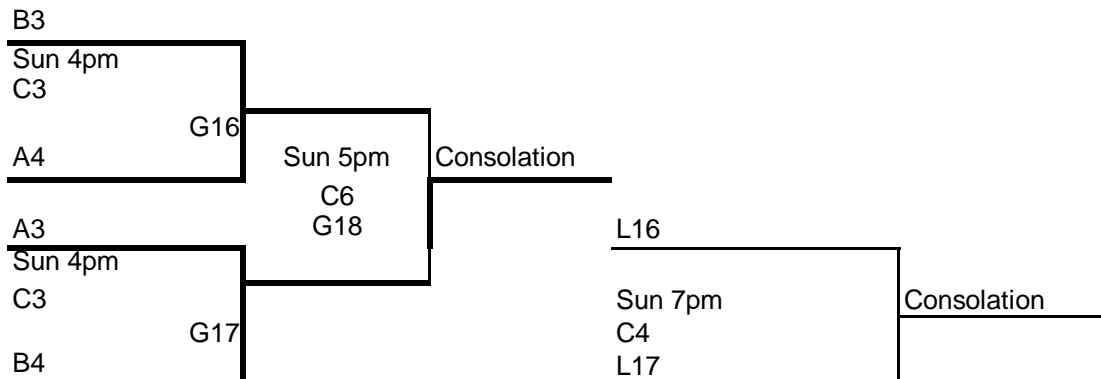 B3
Sun 4pm
C3
G16
A4
Sun 5pm
C6
G18
Consolation
A3
Sun 4pm
C3
G17
B4
L16
Sun 7pm
C4
L17
Consolation